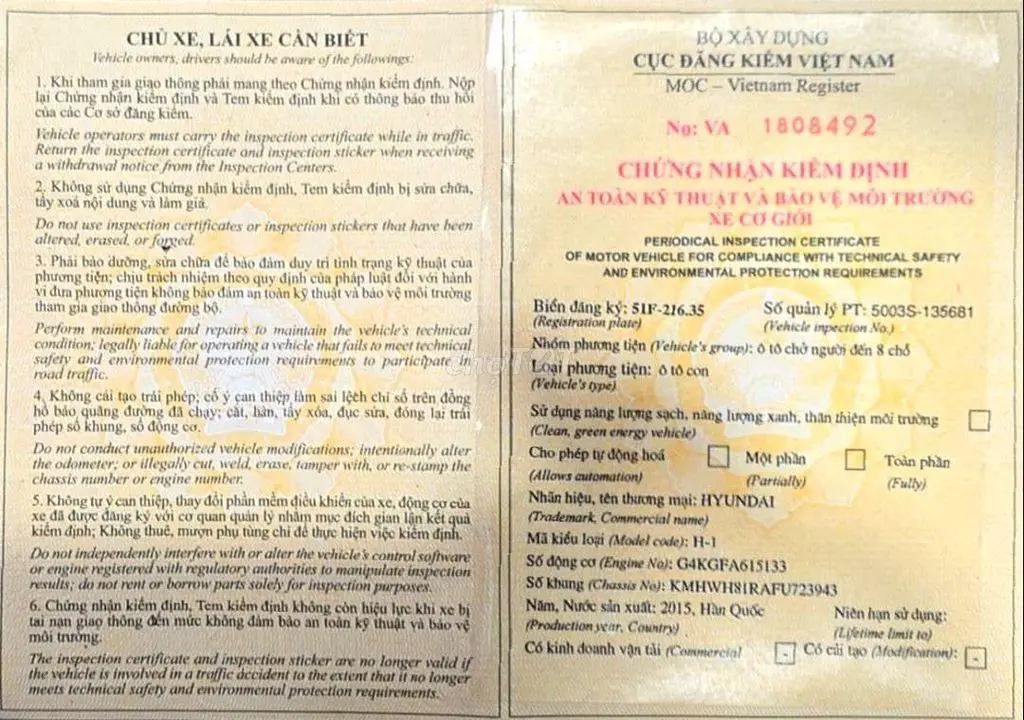 CHỦ XE, LÁI XE CẦN BIẾT
Vehicle owners, drivers should be aware of the followings:
1. Khi tham gia giao thông phải mang theo Chứng nhận kiểm định. Nộp
lại Chứng nhận kiểm định và Tem kiểm định khi có thông báo thu hồi
của các Cơ sở đăng kiểm.
Vehicle operators must carry the inspection certificate while in traffic.
Return the inspection certificate and inspection sticker when receiving
a withdrawal notice from the Inspection Centers.
2. Không sử dụng Chứng nhận kiểm định, Tem kiểm định bị sửa chữa,
tẩy xoá nội dung và làm giả.
Do not use inspection certificates or inspection stickers that have been
altered, erased, or forged.
3. Phải bảo dưỡng, sửa chữa để bảo đảm duy trì tình trạng kỹ thuật của
phương tiện; chịu trách nhiệm theo quy định của pháp luật đối với hành
vi đưa phương tiện không bảo đảm an toàn kỹ thuật và bảo vệ môi trường
tham gia giao thông đường bộ.
Perform maintenance and repairs to maintain the vehicle's technical
condition; legally liable for operating a vehicle that fails to meet technical
safety and environmental protection requirements to participate in
road traffic.
4. Không cải tạo trái phép; cố ý can thiệp làm sai lệch chỉ số trên đồng
hồ báo quãng đường đã chạy; cắt, hàn, tẩy xóa, đục sửa, đóng lại trái
phép số khung, số động cơ.
Do not conduct unauthorized vehicle modifications; intentionally alter
the odometer; or illegally cut, weld, erase, tamper with, or re-stamp the
chassis number or engine number.
5. Không tự ý can thiệp, thay đổi phần mềm điều khiển của xe, động cơ của
xe đã được đăng ký với cơ quan quản lý nhằm mục đích gian lận kết quả
kiểm định; Không thuê, mượn phụ tùng chỉ để thực hiện việc kiểm định.
Do not independently interfere with or alter the vehicle's control software
or engine registered with regulatory authorities to manipulate inspection
results; do not rent or borrow parts solely for inspection purposes.
6. Chứng nhận kiểm định, Tem kiểm định không còn hiệu lực khi xe bị
tai nạn giao thông đến mức không đảm bảo an toàn kỹ thuật và bảo vệ
môi trường.
The inspection certificate and inspection sticker are no longer valid if
the vehicle is involved in a traffic accident to the extent that it no longer
meets technical safety and environmental protection requirements.
BỘ XÂY DỰNG
CỤC ĐĂNG KIỂM VIỆT NAM
MOC – Vietnam Register
No: VA 1808492
CHỨNG NHẬN KIỂM ĐỊNH
AN TOÀN KỸ THUẬT VÀ BẢO VỆ MÔI TRƯỜNG
XE CƠ GIỚI
PERIODICAL INSPECTION CERTIFICATE
OF MOTOR VEHICLE FOR COMPLIANCE WITH TECHNICAL SAFETY
AND ENVIRONMENTAL PROTECTION REQUIREMENTS
Biển đăng ký: 51F-216.35 Số quản lý PT: 5003S-135681
(Registration plate) (Vehicle inpection No.)
Nhóm phương tiện (Vehicle's group): ô tô chở người đến 8 chỗ
Loại phương tiện: ô tô con
(Vehicle's type)
Sử dụng năng lượng sạch, năng lượng xanh, thân thiện môi trường
(Clean, green energy vehicle)
Cho phép tự động hoá Một phần Toàn phần
(Allows automation) (Partially) (Fully)
Nhãn hiệu, tên thương mại: HYUNDAI
(Trademark, Commercial name)
Mã kiểu loại (Model code): H-1
Số động cơ (Engine No): G4KGFA615133
Số khung (Chassis No): KMHWH81RAFU723943
Năm, Nước sản xuất: 2015, Hàn Quốc Niên hạn sử dụng:
(Production year, Country) (Lifetime limit to)
Có kinh doanh vận tải (Commercial - Có cải tạo (Modification): -